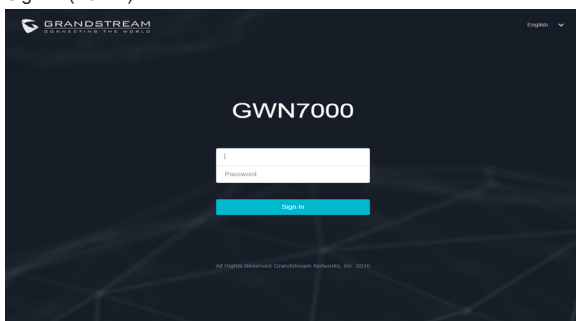 GRANDSTREAM
CONNECTING THE WORLD
English
GWN7000
Password
Sign In
All Rights Reserved Grandstream Networks, Inc. 2016